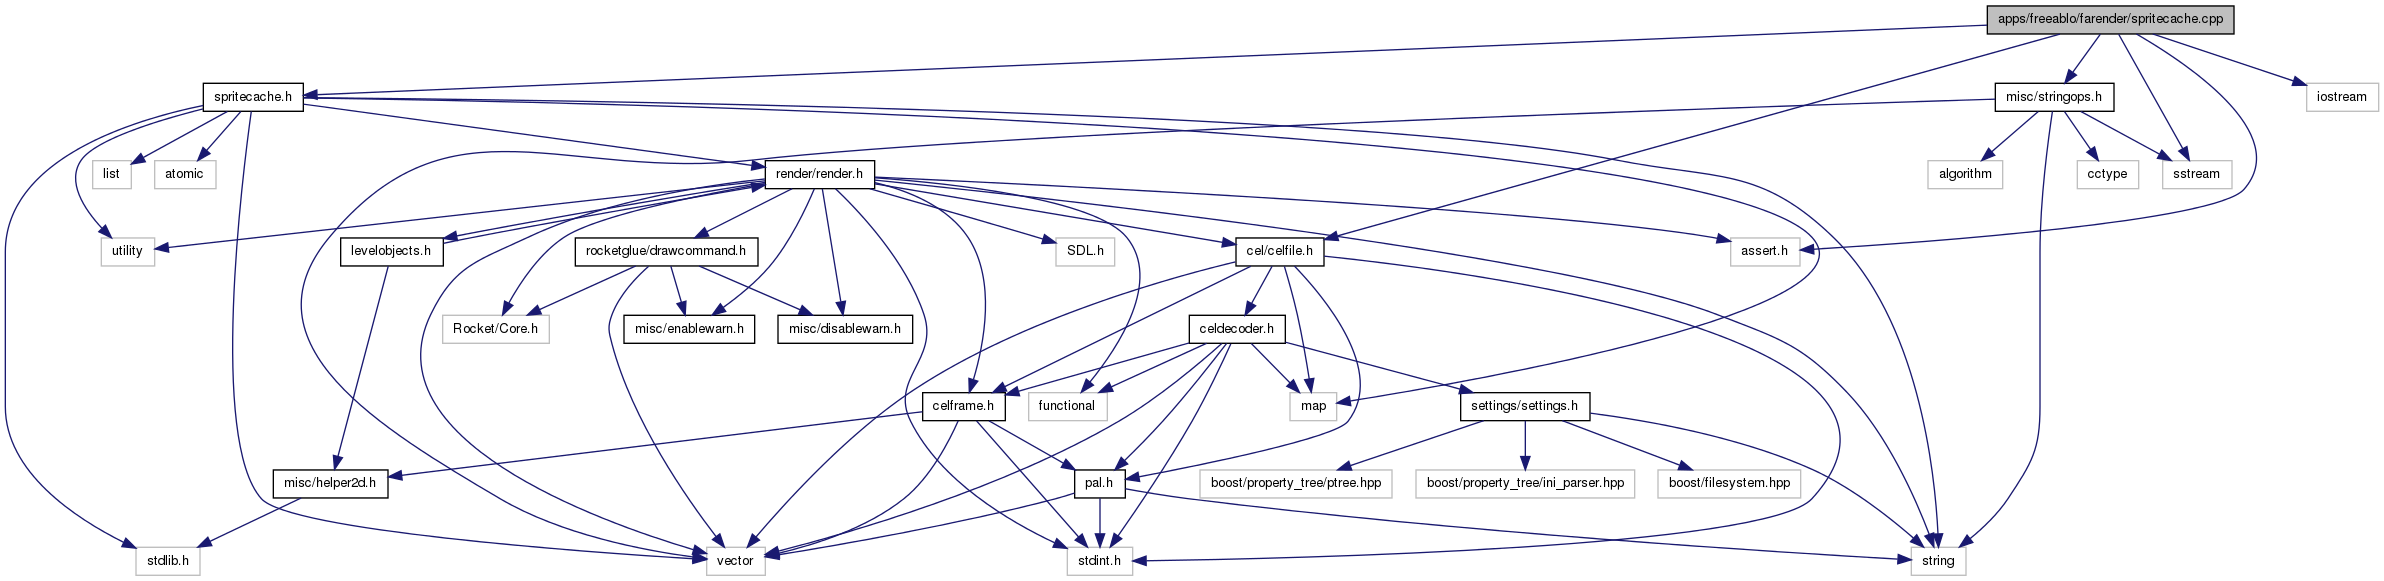 apps/freeablo/farender/spritecache.cpp
spritecache.h
misc/stringops.h
iostream
list
atomic
render/render.h
algorithm
cctype
sstream
utility
levelobjects.h
rocketglue/drawcommand.h
SDL.h
cel/celfile.h
assert.h
Rocket/Core.h
misc/enablewarn.h
misc/disablewarn.h
celdecoder.h
celframe.h
functional
map
settings/settings.h
misc/helper2d.h
pal.h
boost/property_tree/ptree.hpp
boost/property_tree/ini_parser.hpp
boost/filesystem.hpp
stdlib.h
vector
stdint.h
string